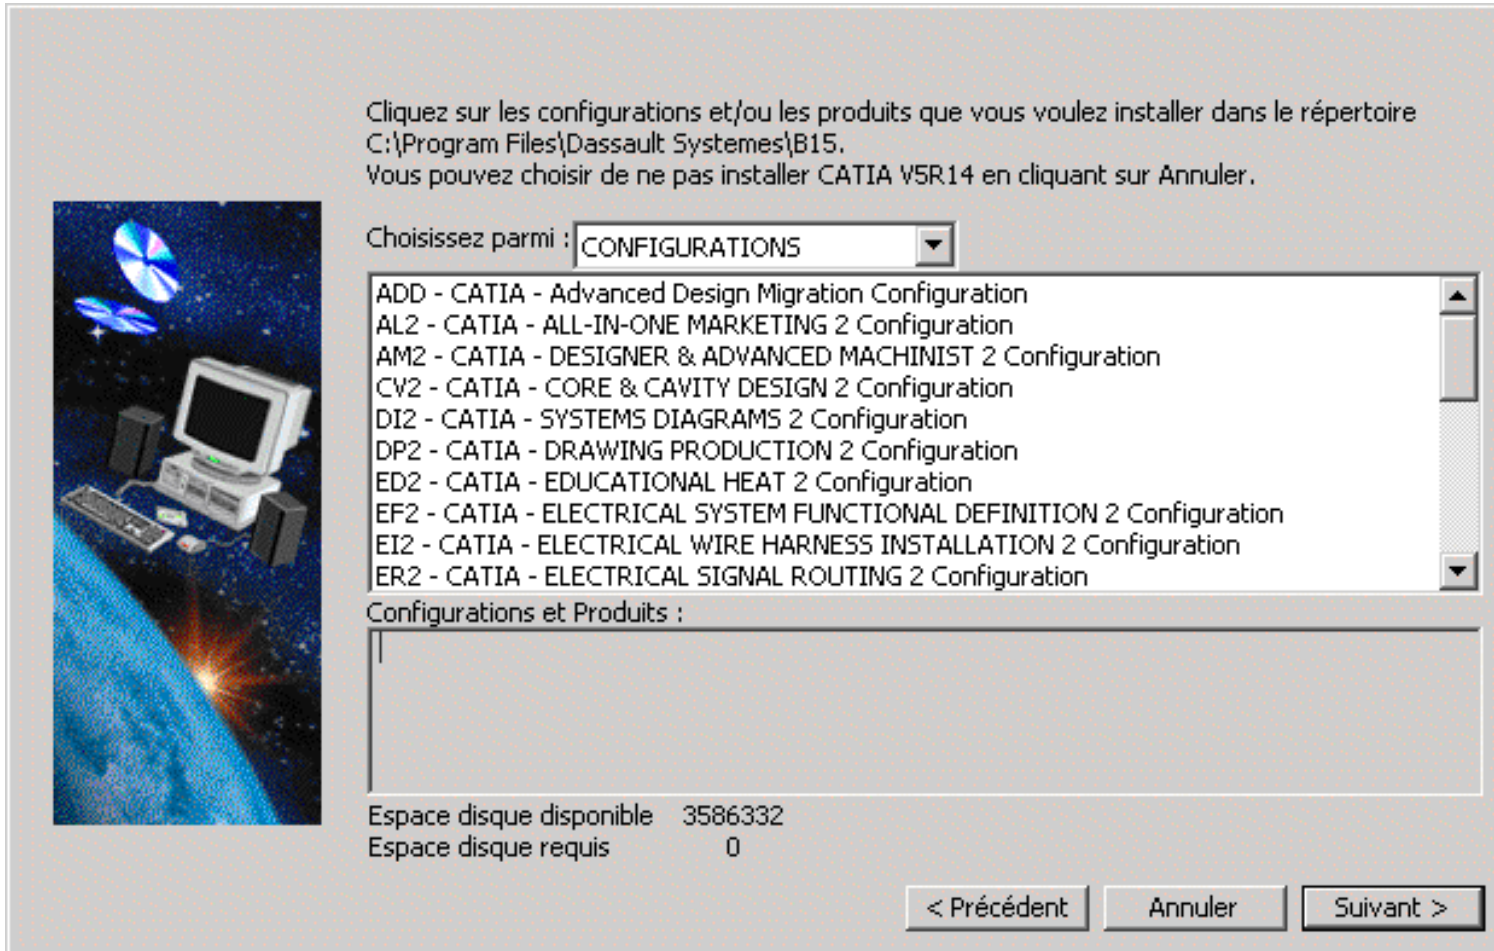 Cliquez sur les configurations et/ou les produits que vous voulez installer dans le répertoire
C:\Program Files\Dassault Systemes\B15.
Vous pouvez choisir de ne pas installer CATIA V5R14 en cliquant sur Annuler.
Choisissez parmi : CONFIGURATIONS
ADD - CATIA - Advanced Design Migration Configuration
AL2 - CATIA - ALL-IN-ONE MARKETING 2 Configuration
AM2 - CATIA - DESIGNER & ADVANCED MACHINIST 2 Configuration
CV2 - CATIA - CORE & CAVITY DESIGN 2 Configuration
DI2 - CATIA - SYSTEMS DIAGRAMS 2 Configuration
DP2 - CATIA - DRAWING PRODUCTION 2 Configuration
ED2 - CATIA - EDUCATIONAL HEAT 2 Configuration
EF2 - CATIA - ELECTRICAL SYSTEM FUNCTIONAL DEFINITION 2 Configuration
EI2 - CATIA - ELECTRICAL WIRE HARNESS INSTALLATION 2 Configuration
ER2 - CATIA - ELECTRICAL SIGNAL ROUTING 2 Configuration
Configurations et Produits :
Espace disque disponible 3586332
Espace disque requis 0
< Précédent Annuler Suivant >